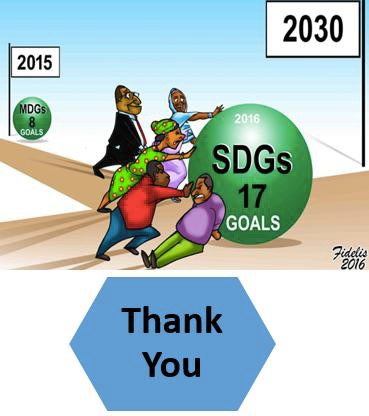 2030
2015
MDGs
8
GOALS
2016
SDGs
17
GOALS
Fidelis
2016
Thank
You